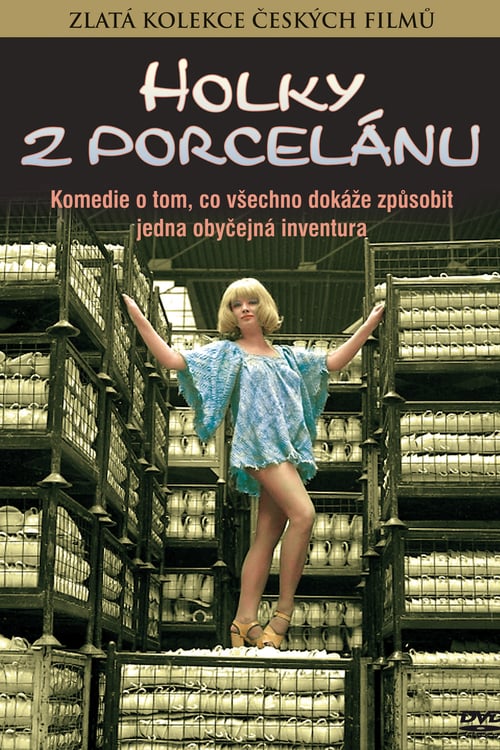 ZLATÁ KOLEKCE ČESKÝCH FILMŮ
HOLKY
Z PORCELÁNU
Komedie o tom, co všechno dokáže způsobit
jedna obyčejná inventura
DVD